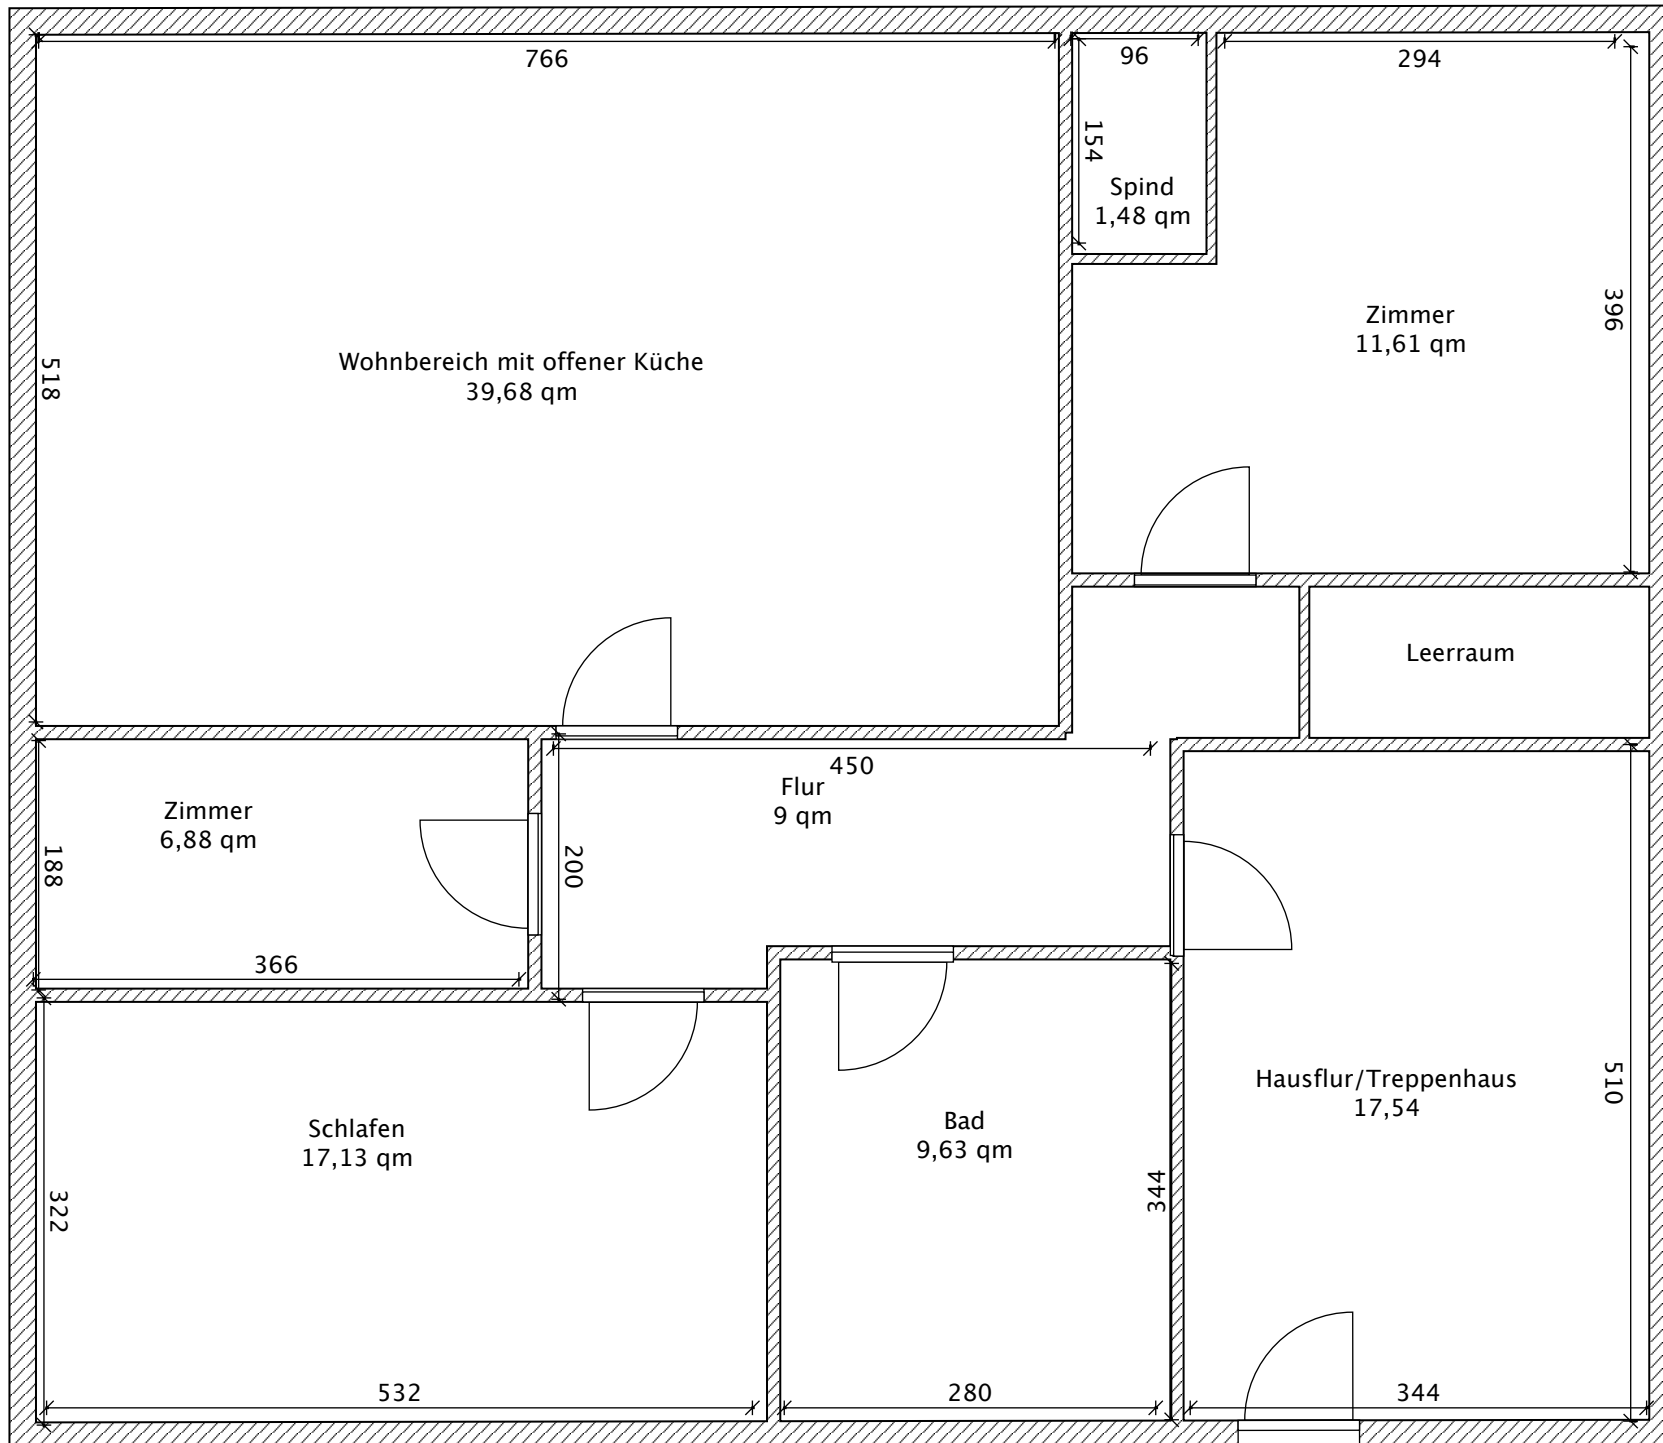 766
96
294
154
Spind
1,48 qm
Zimmer
11,61 qm
396
518
Wohnbereich mit offener Küche
39,68 qm
Leerraum
450
Flur
9 qm
Zimmer
6,88 qm
188
200
366
Hausflur/Treppenhaus
17,54
510
Schlafen
17,13 qm
Bad
9,63 qm
322
344
532
280
344